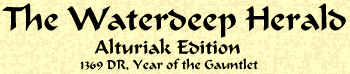 The Waterdeep Herald
Alturiak Edition
1369 DR, Year of the Gauntlet